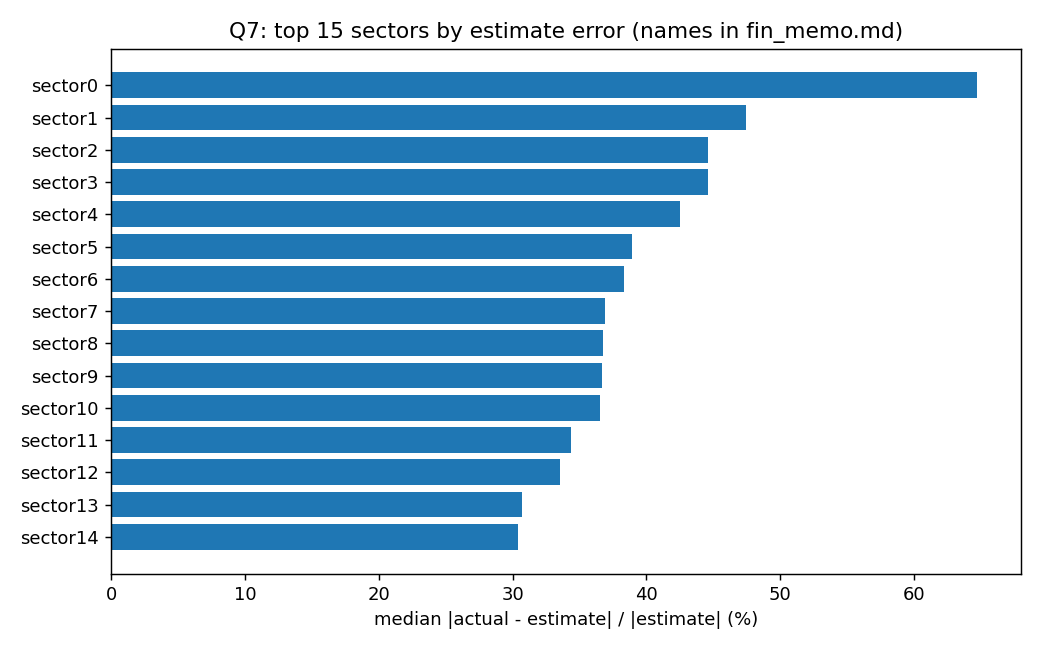 Q7: top 15 sectors by estimate error (names in fin_memo.md)
sector0
sector1
sector2
sector3
sector4
sector5
sector6
sector7
sector8
sector9
sector10
sector11
sector12
sector13
sector14
0 10 20 30 40 50 60
median |actual - estimate| / |estimate| (%)